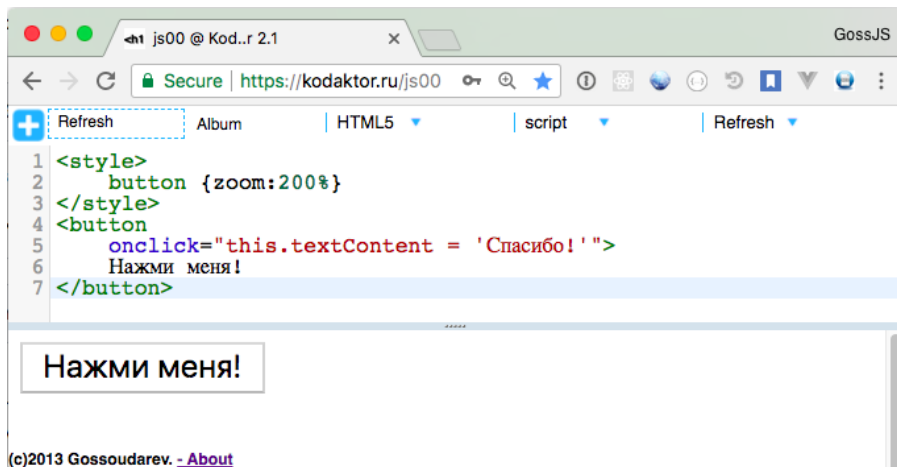 <h1 js00 @ Kod..r 2.1 × GossJS
Secure | https://kodaktor.ru/js00
Refresh Album HTML5 script Refresh
1 <style>
2 button {zoom:200%}
3 </style>
4 <button
5 onclick="this.textContent = 'Спасибо!'">
6 Нажми меня!
7 </button>
Нажми меня!
(c)2013 Gossoudarev. - About